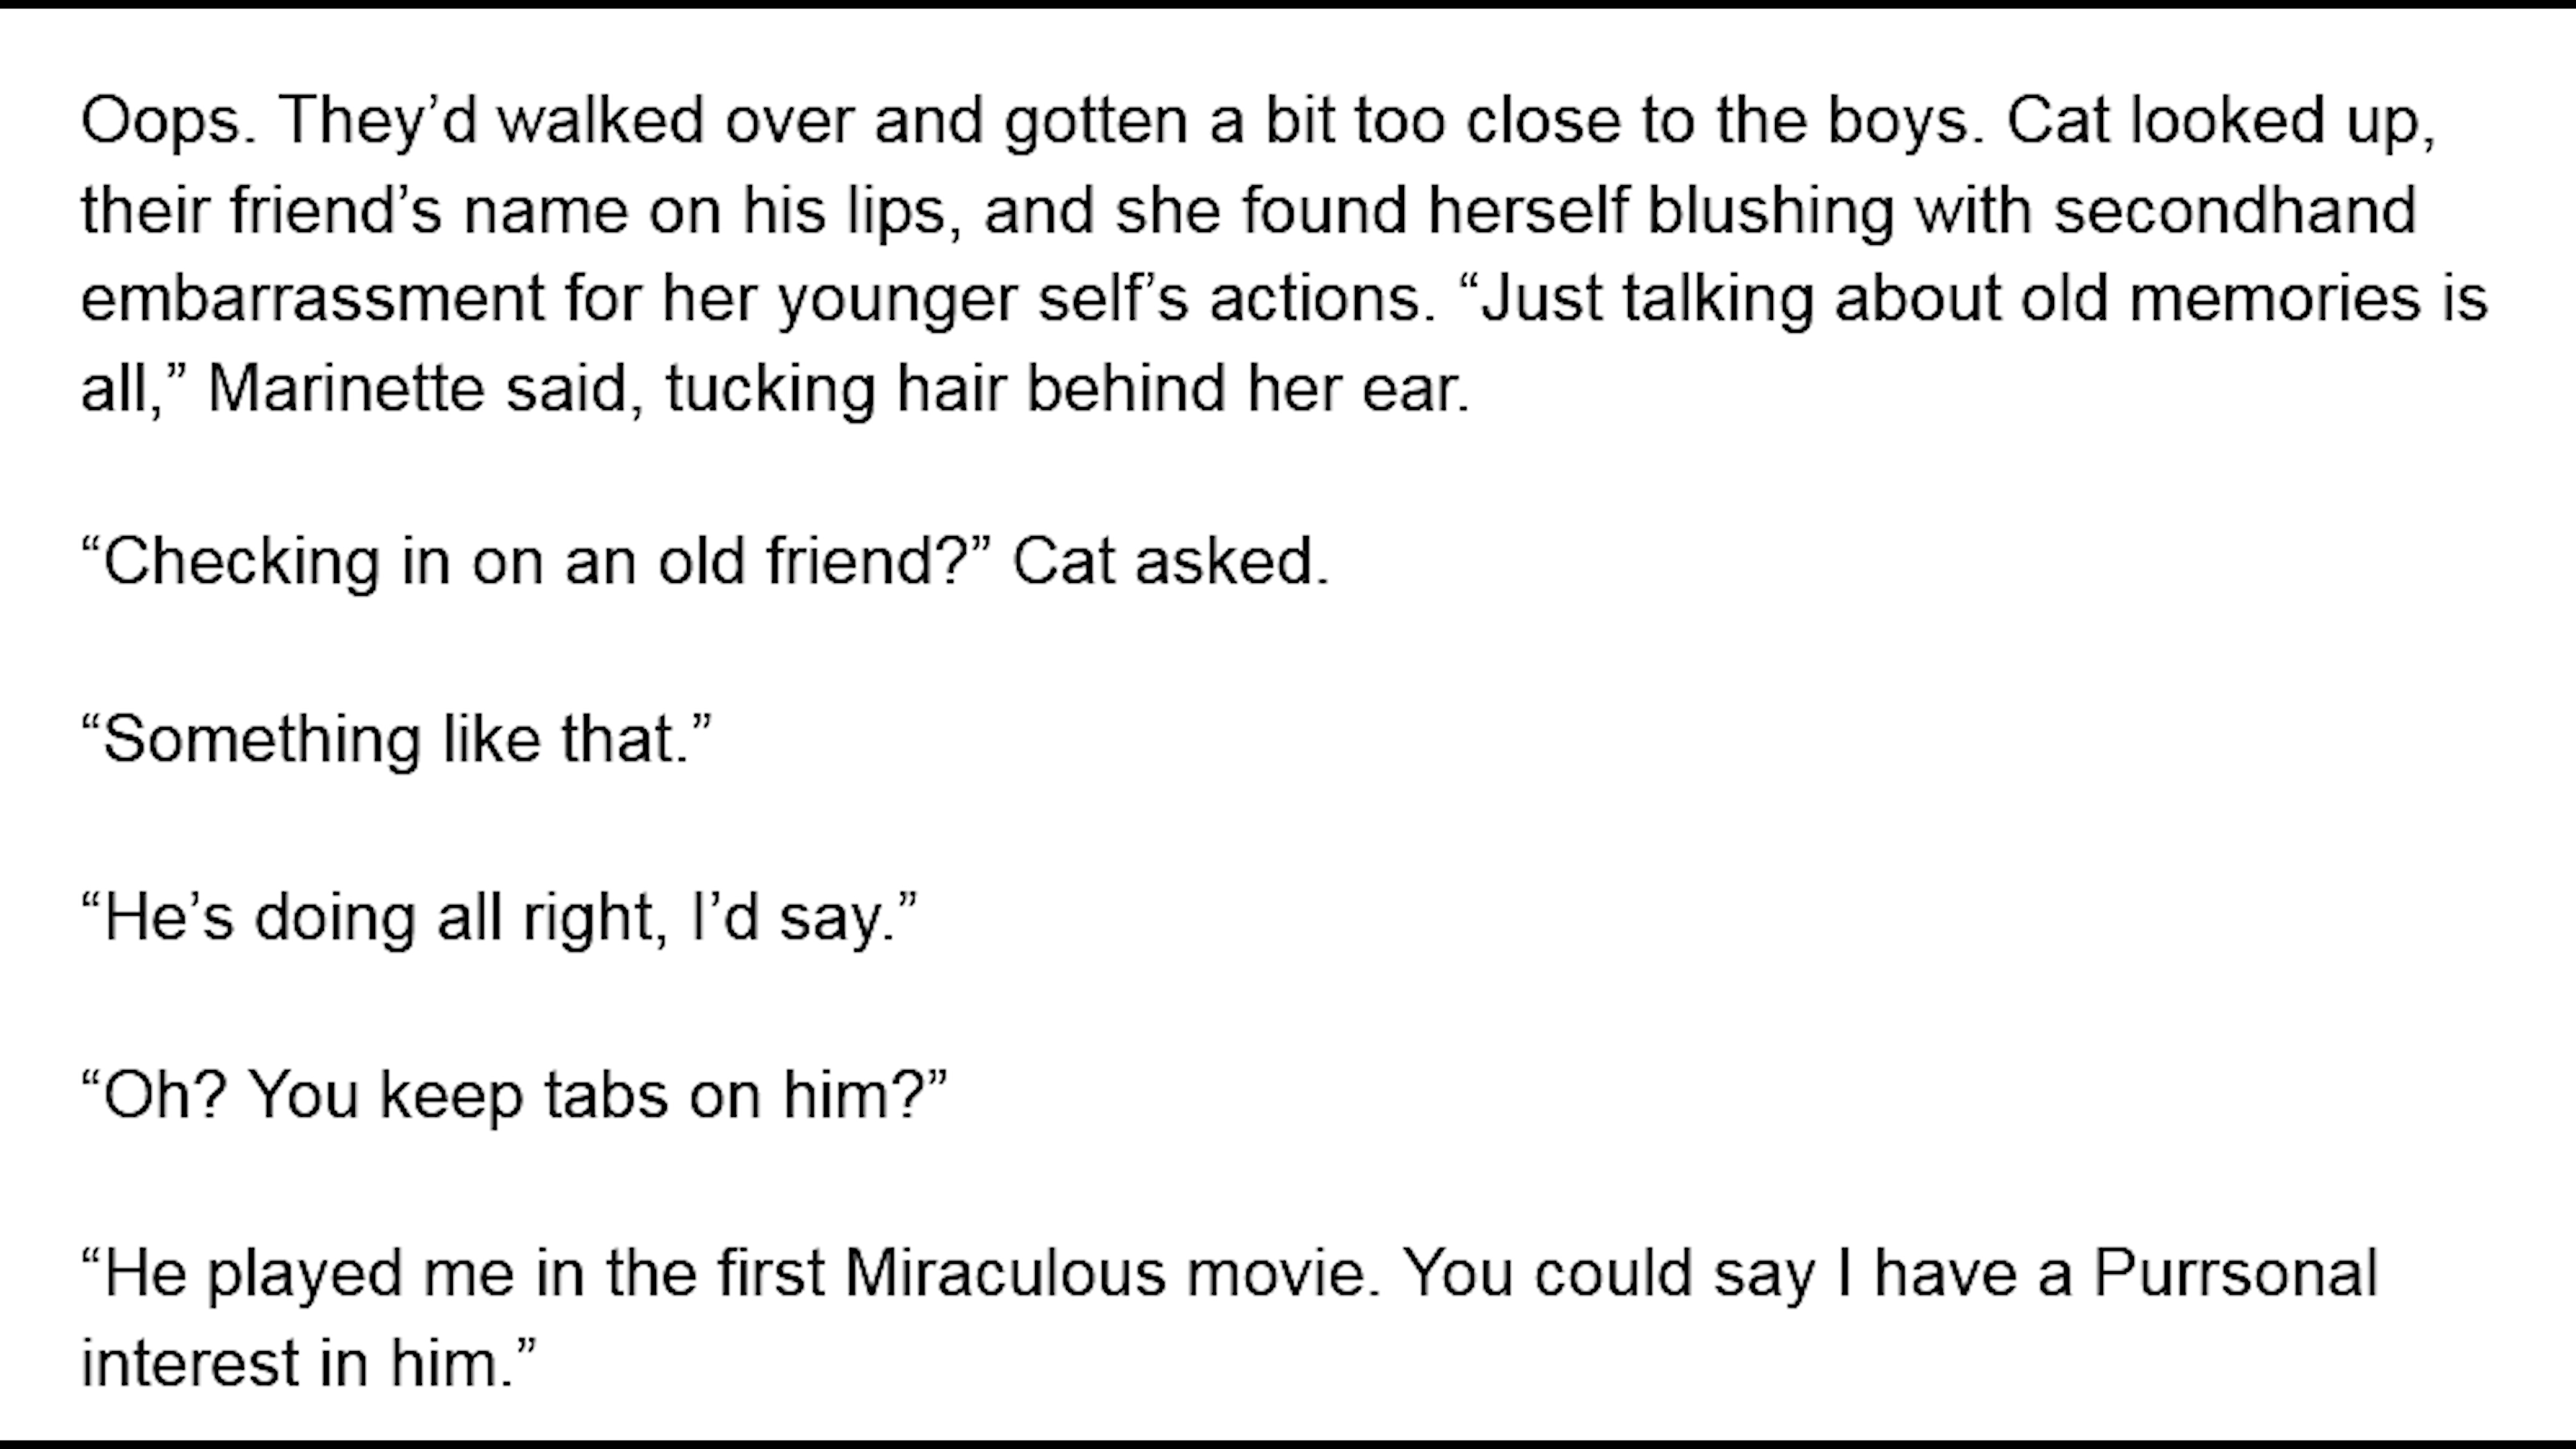 Oops. They’d walked over and gotten a bit too close to the boys. Cat looked up,
their friend’s name on his lips, and she found herself blushing with secondhand
embarrassment for her younger self’s actions. “Just talking about old memories is
all,” Marinette said, tucking hair behind her ear.
“Checking in on an old friend?” Cat asked.
“Something like that.”
“He’s doing all right, I’d say.”
“Oh? You keep tabs on him?”
“He played me in the first Miraculous movie. You could say I have a Purrsonal
interest in him.”